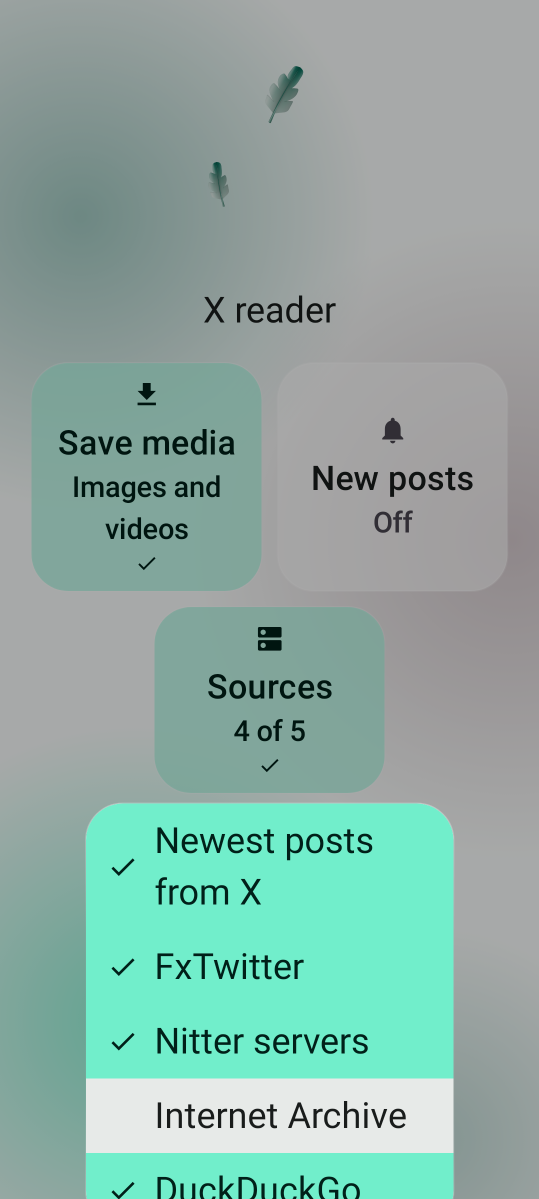 X reader
Save media
Images and
videos
New posts
Off
Sources
4 of 5
Newest posts
from X
FxTwitter
Nitter servers
Internet Archive
DuckDuckGo